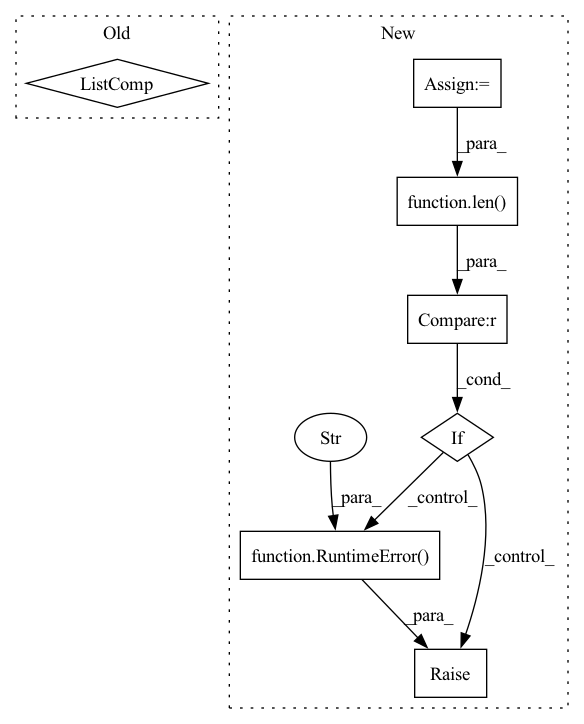 Old
New
ListComp
Assign:=
_para_
function.len()
_para_
Compare:r
_cond_
Str
If
_para_
_control_
function.RuntimeError()
_control_
_para_
Raise